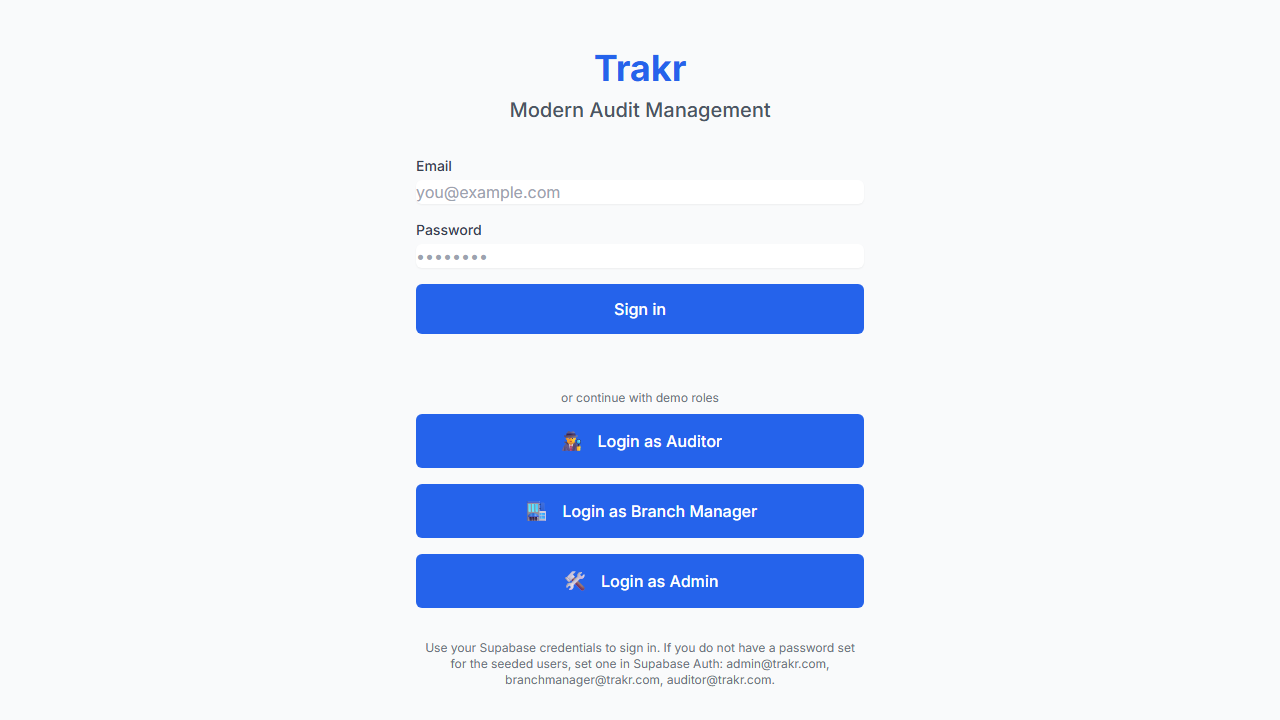 Trakr
Modern Audit Management
Email
you@example.com
Password
••••••••
Sign in
or continue with demo roles
Login as Auditor
Login as Branch Manager
Login as Admin
Use your Supabase credentials to sign in. If you do not have a password set
for the seeded users, set one in Supabase Auth: admin@trakr.com,
branchmanager@trakr.com, auditor@trakr.com.